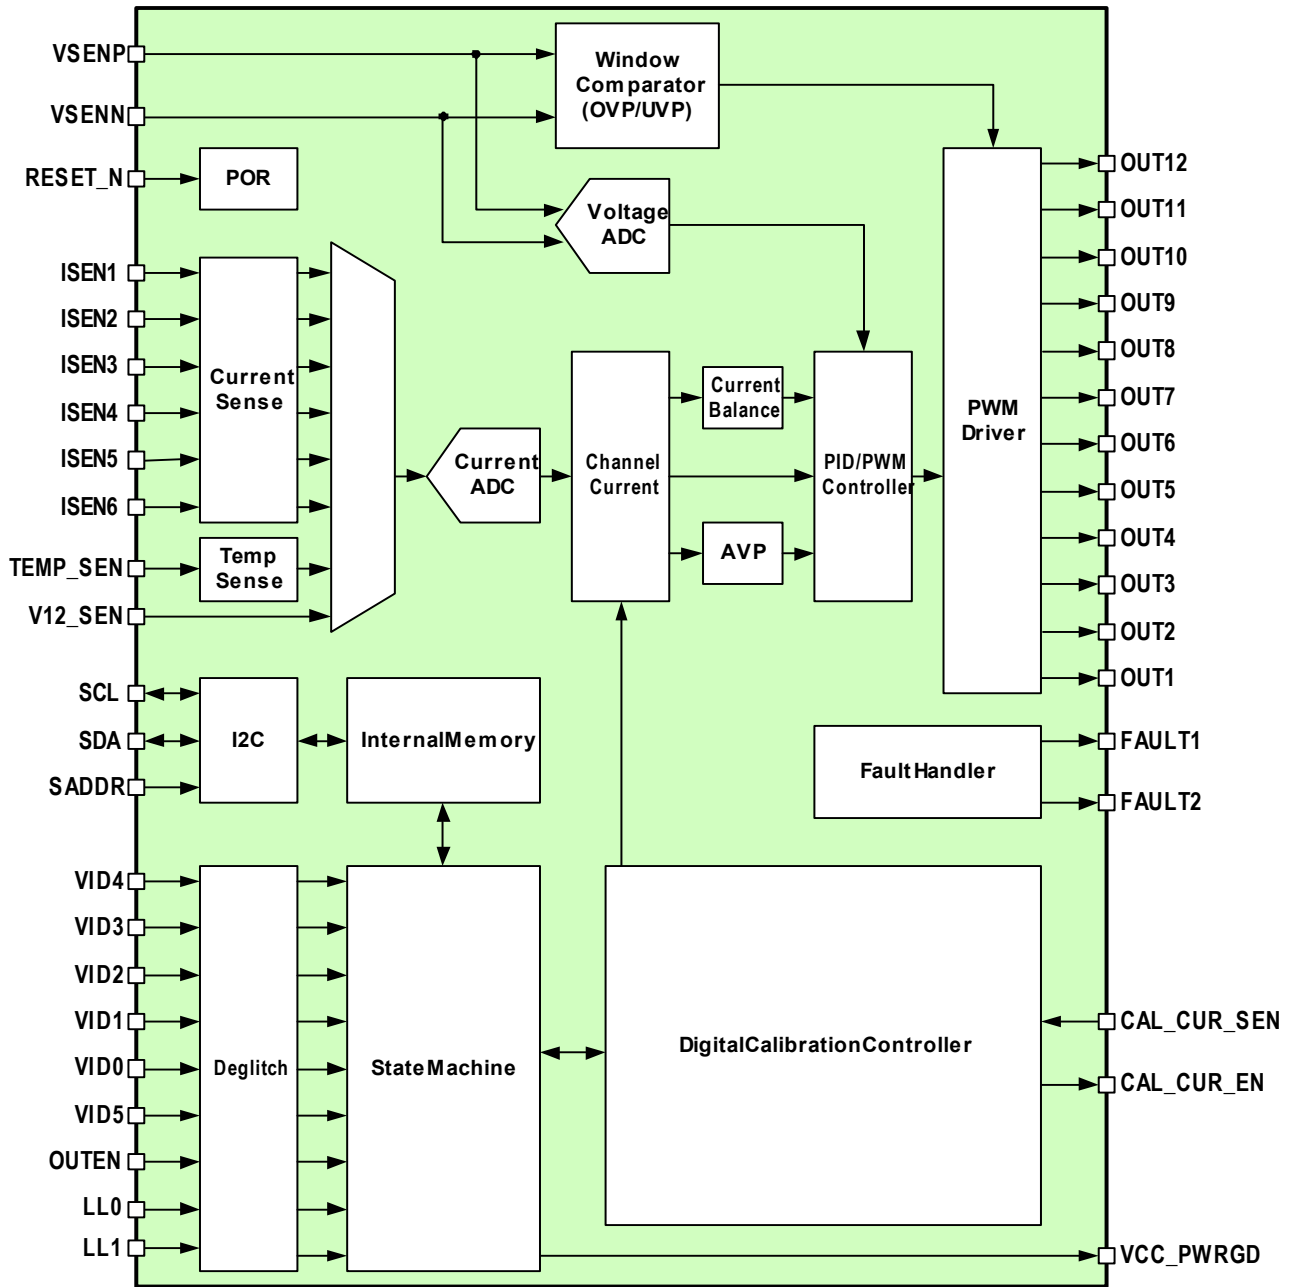 VSENP
VSENN
RESET_N
ISEN1
ISEN2
ISEN3
ISEN4
ISEN5
ISEN6
TEMP_SEN
V12_SEN
SCL
SDA
SADDR
VID4
VID3
VID2
VID1
VID0
VID5
OUTEN
LL0
LL1
Window
Comparator
(OVP/UVP)
POR
Voltage
ADC
Current
Sense
Temp
Sense
Current
ADC
Channel
Current
Current
Balance
AVP
PID/PWM
Controller
PWM
Driver
I2C
InternalMemory
FaultHandler
Deglitch
StateMachine
DigitalCalibrationController
OUT12
OUT11
OUT10
OUT9
OUT8
OUT7
OUT6
OUT5
OUT4
OUT3
OUT2
OUT1
FAULT1
FAULT2
CAL_CUR_SEN
CAL_CUR_EN
VCC_PWRGD